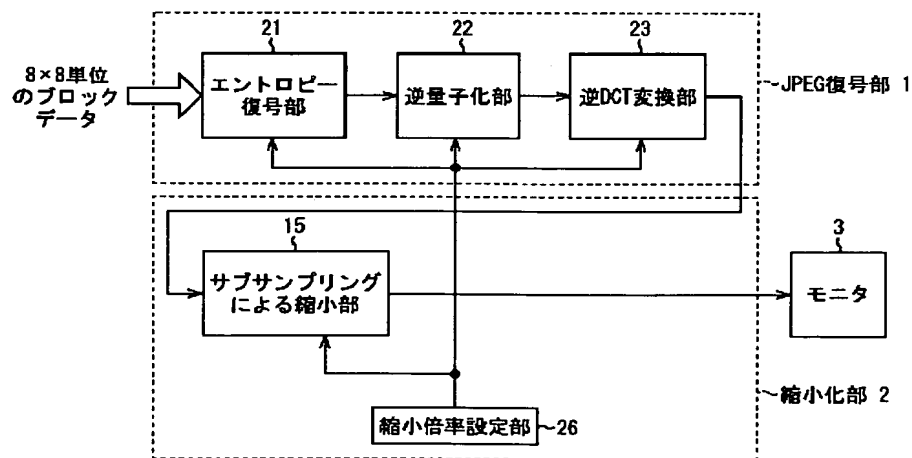 21
22
23
8×8単位
のブロック
データ
エントロピー
復号部
逆量子化部
逆DCT変換部
JPEG復号部 1
15
サブサンプリング
による縮小部
3
モニタ
縮小化部 2
縮小倍率設定部
26